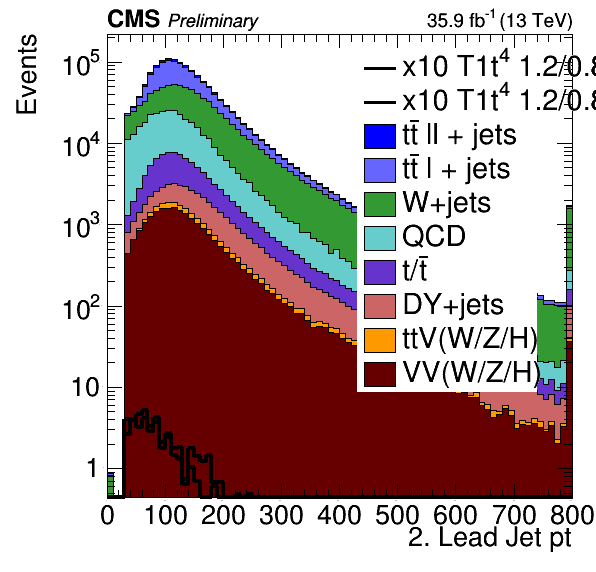 CMS Preliminary 35.9 fb⁻¹ (13 TeV)
Events
10⁵
10⁴
10³
10²
10
1
x10 T1t⁴ 1.2/0.8
x10 T1t⁴ 1.2/0.8
tt̄ ll + jets
tt̄ l + jets
W+jets
QCD
t/t̄
DY+jets
ttV(W/Z/H)
VV(W/Z/H)
0 100 200 300 400 500 600 700 800
2. Lead Jet pt